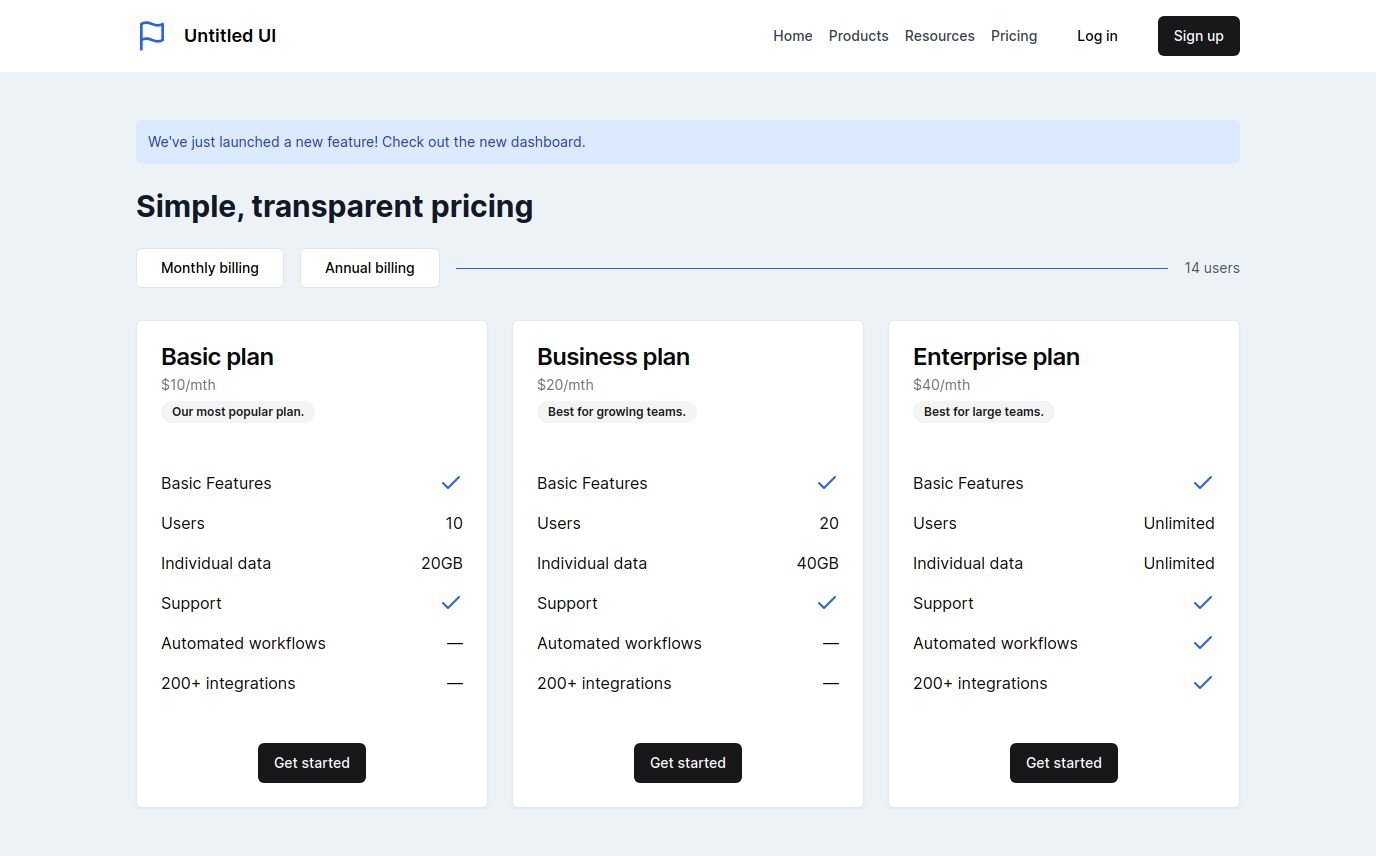 Untitled UI
Home Products Resources Pricing Log in Sign up
We've just launched a new feature! Check out the new dashboard.
Simple, transparent pricing
Monthly billing Annual billing 14 users
Basic plan
$10/mth
Our most popular plan.
Basic Features
Users 10
Individual data 20GB
Support
Automated workflows —
200+ integrations —
Get started
Business plan
$20/mth
Best for growing teams.
Basic Features
Users 20
Individual data 40GB
Support
Automated workflows —
200+ integrations —
Get started
Enterprise plan
$40/mth
Best for large teams.
Basic Features
Users Unlimited
Individual data Unlimited
Support
Automated workflows
200+ integrations
Get started